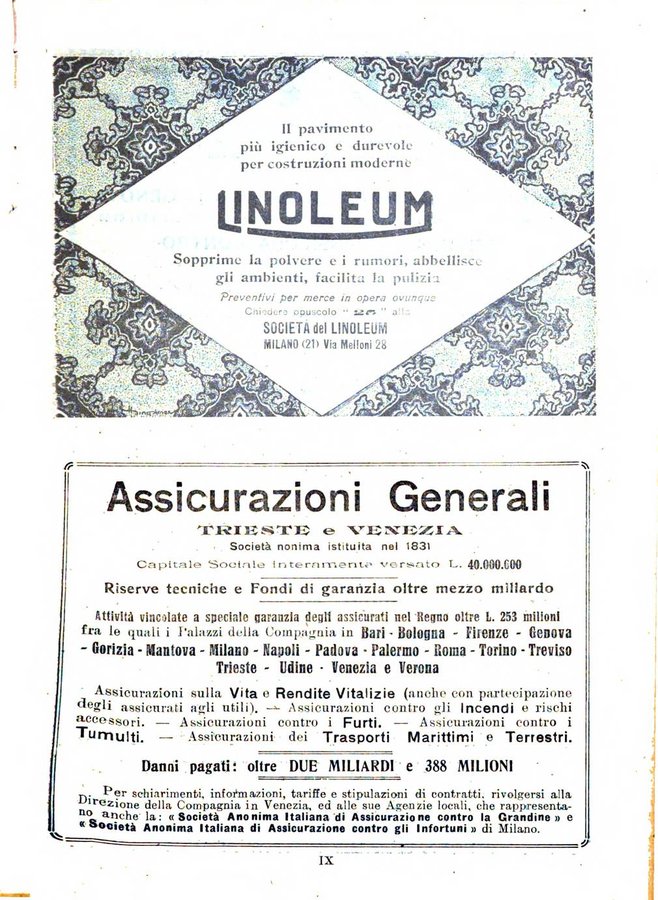 Il pavimento
più igienico e durevole
per costruzioni moderne
LINOLEUM
Sopprime la polvere e i rumori, abbellisce
gli ambienti, facilita la pulizia
Preventivi per merce in opera ovunque
Chiedere opuscolo " 26 " alla
SOCIETÀ del LINOLEUM
MILANO (21) Via Melloni 28
Assicurazioni Generali
TRIESTE e VENEZIA
Società nonima istituita nel 1831
Capitale Sociale interamente versato L. 40.000.000
Riserve tecniche e Fondi di garanzia oltre mezzo miliardo
Attività vincolate a speciale garanzia degli assicurati nel Regno oltre L. 253 milioni
fra le quali i Palazzi della Compagnia in Bari - Bologna - Firenze - Genova
- Gorizia - Mantova - Milano - Napoli - Padova - Palermo - Roma - Torino - Treviso
Trieste - Udine - Venezia e Verona
Assicurazioni sulla Vita e Rendite Vitalizie (anche con partecipazione
degli assicurati agli utili). — Assicurazioni contro gli Incendi e rischi
accessori. — Assicurazioni contro i Furti. — Assicurazioni contro i
Tumulti. — Assicurazioni dei Trasporti Marittimi e Terrestri.
Danni pagati: oltre DUE MILIARDI e 388 MILIONI
Per schiarimenti, informazioni, tariffe e stipulazioni di contratti, rivolgersi alla
Direzione della Compagnia in Venezia, ed alle sue Agenzie locali, che rappresenta-
no anche la: « Società Anonima Italiana di Assicurazione contro la Grandine » e
« Società Anonima Italiana di Assicurazione contro gli Infortuni » di Milano.
IX